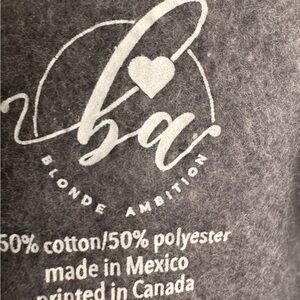 ba
BLONDE AMBITION
50% cotton/50% polyester
made in Mexico
printed in Canada